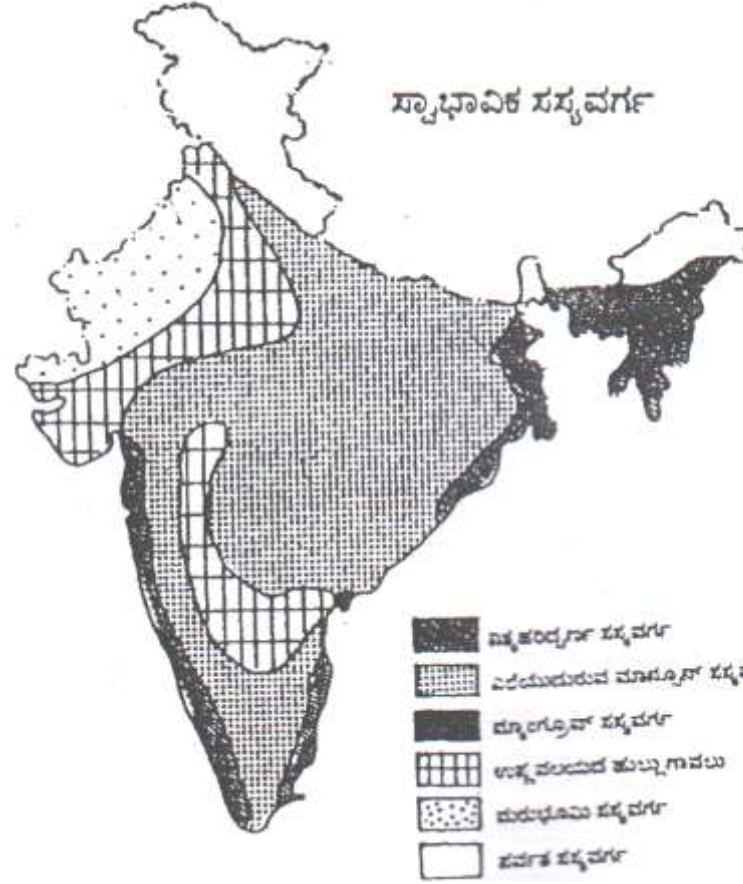 ಸ್ವಾಭಾವಿಕ ಸಸ್ಯವರ್ಗ
ನಿತ್ಯಹರಿದ್ವರ್ಣ ಸಸ್ಯವರ್ಗ
ಎಲೆಯುದುರುವ ಮಾನ್ಸೂನ್
ಮ್ಯಾಂಗ್ರೂವ್ ಸಸ್ಯವರ್ಗ
ಉಷ್ಣವಲಯದ ಹುಲ್ಲುಗಾವಲು
ಮರುಭೂಮಿ ಸಸ್ಯವರ್ಗ
ಪರ್ವತ ಸಸ್ಯವರ್ಗ